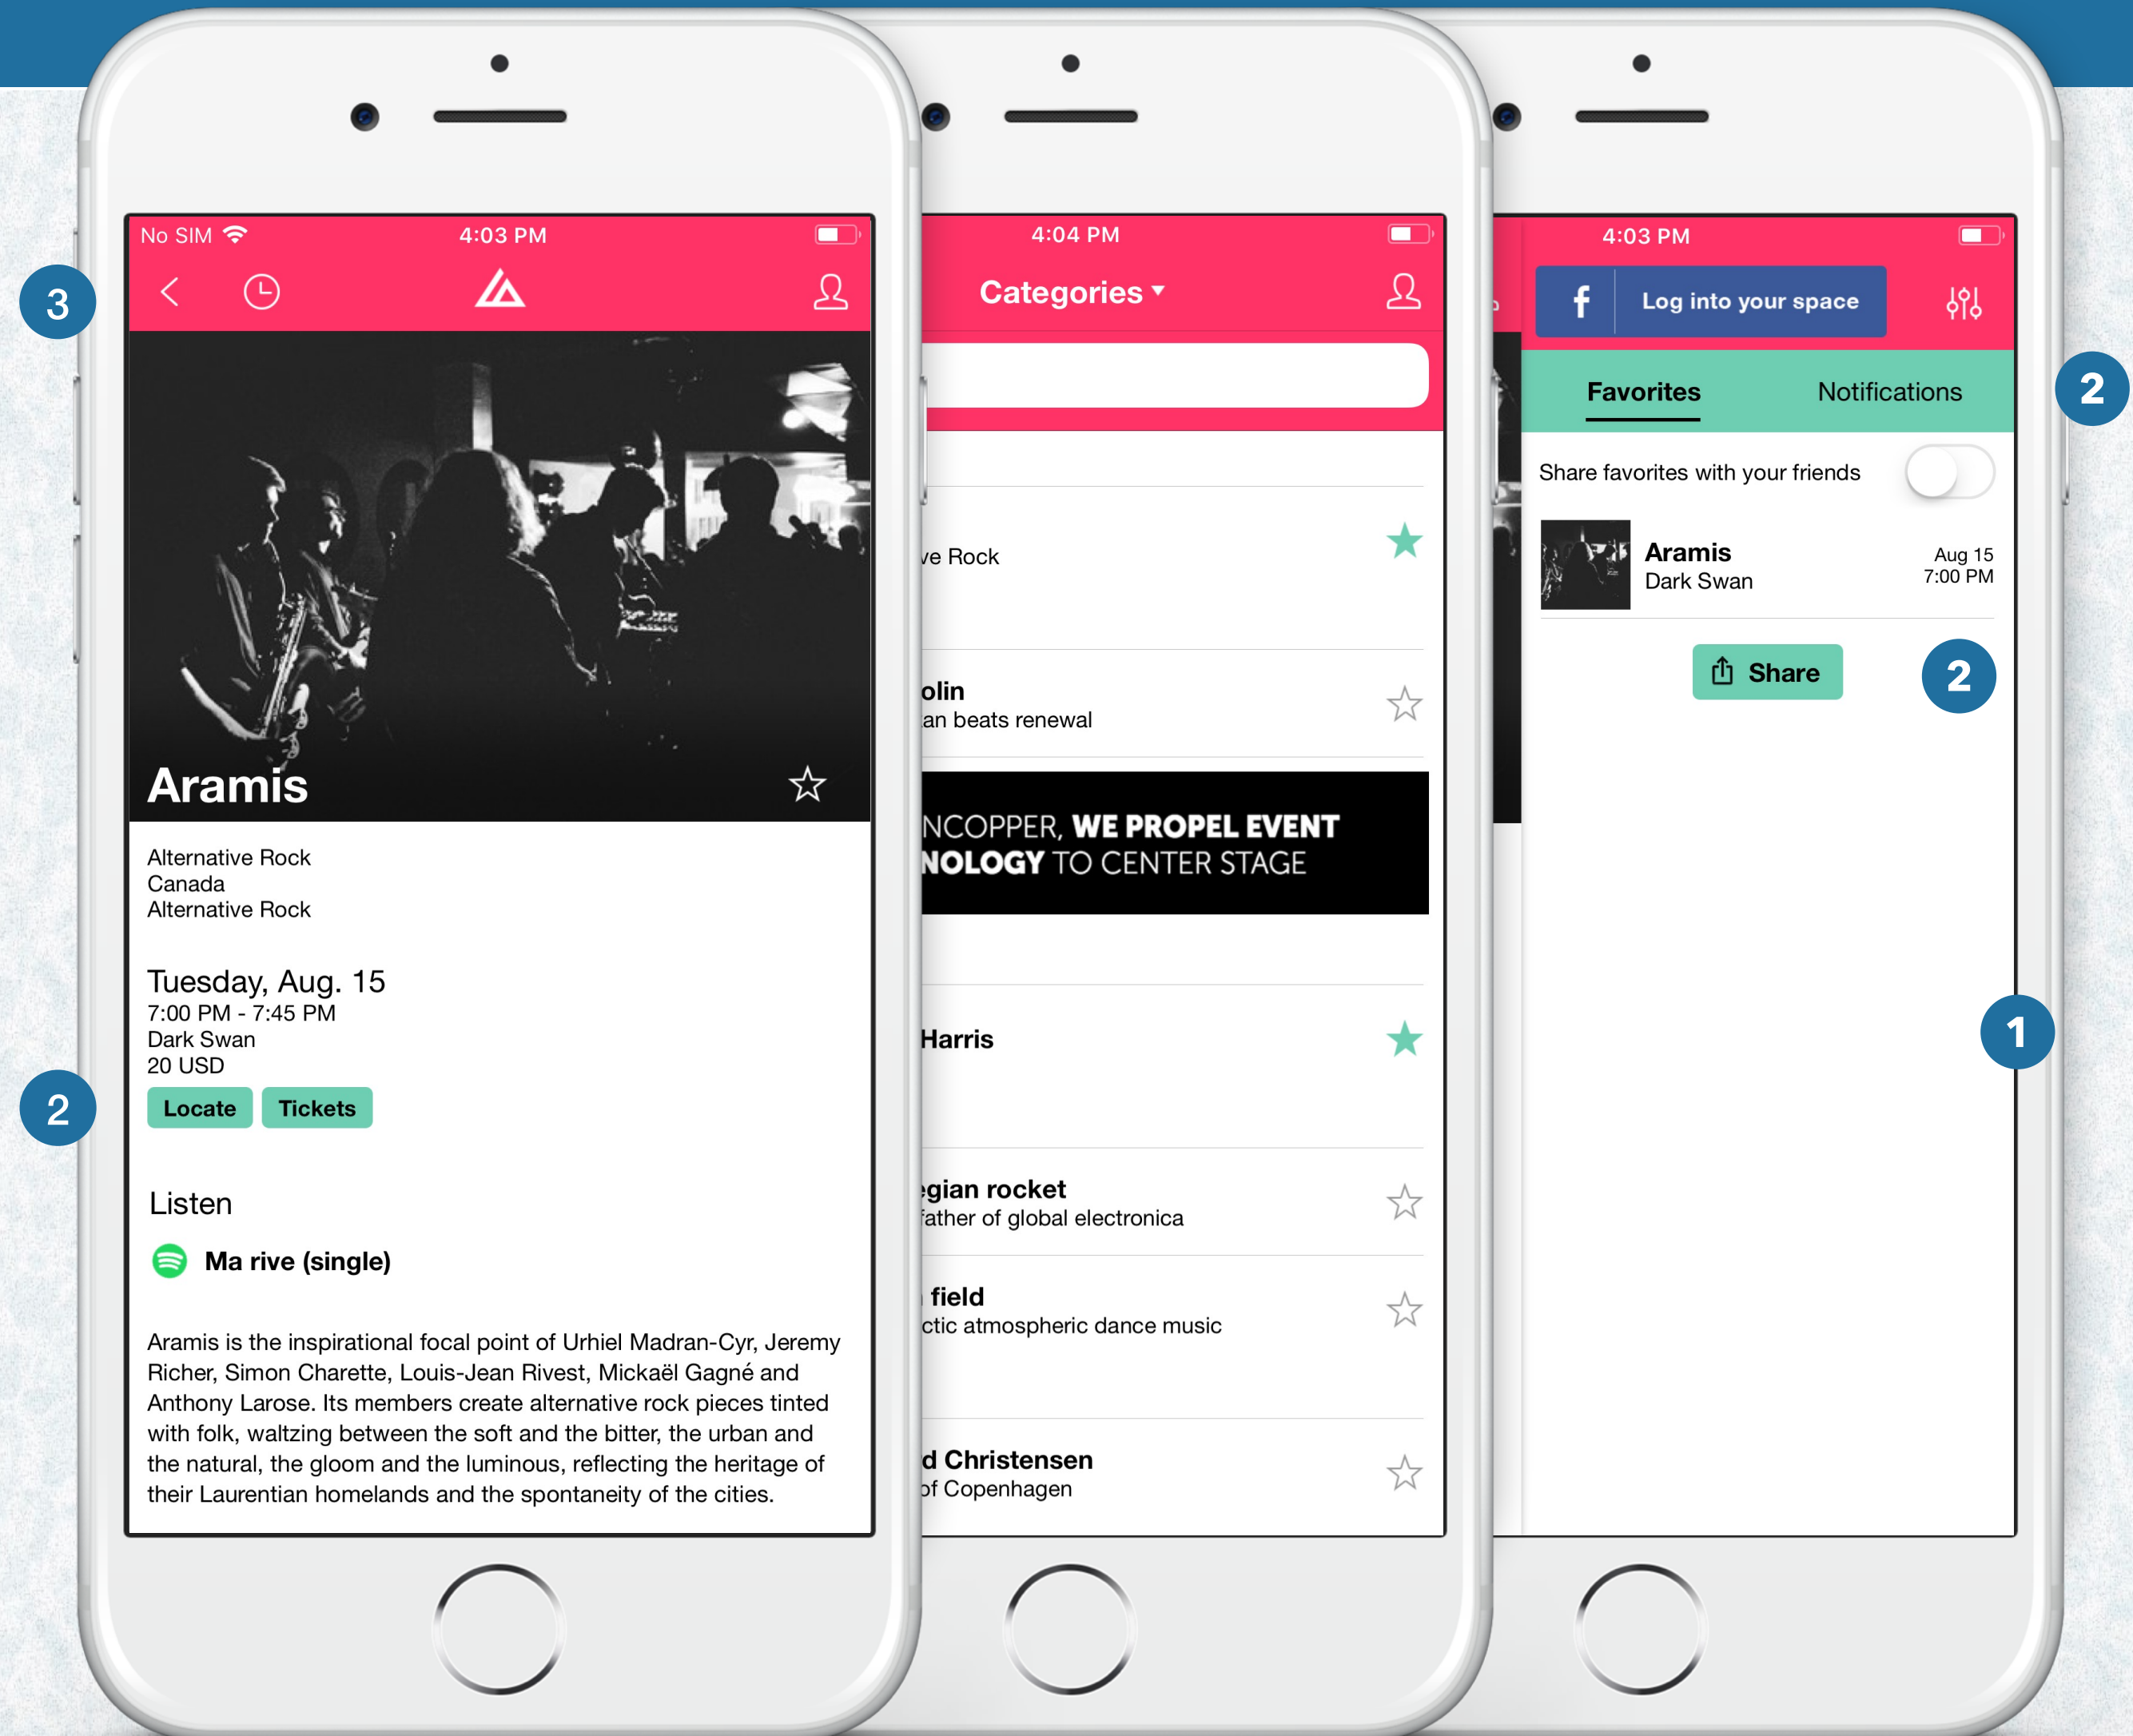 No SIM
4:03 PM
3
Aramis
Alternative Rock
Canada
Alternative Rock
Tuesday, Aug. 15
7:00 PM - 7:45 PM
Dark Swan
20 USD
2
Locate
Tickets
Listen
Ma rive (single)
Aramis is the inspirational focal point of Urhiel Madran-Cyr, Jeremy
Richer, Simon Charette, Louis-Jean Rivest, Mickaël Gagné and
Anthony Larose. Its members create alternative rock pieces tinted
with folk, waltzing between the soft and the bitter, the urban and
the natural, the gloom and the luminous, reflecting the heritage of
their Laurentian homelands and the spontaneity of the cities.
4:04 PM
Categories
ve Rock
olin
an beats renewal
NCOPPER, WE PROPEL EVENT
NOLOGY TO CENTER STAGE
Harris
gian rocket
father of global electronica
field
ctic atmospheric dance music
d Christensen
of Copenhagen
4:03 PM
f
Log into your space
Favorites
Notifications
2
Share favorites with your friends
Aramis
Dark Swan
Aug 15
7:00 PM
Share
2
1